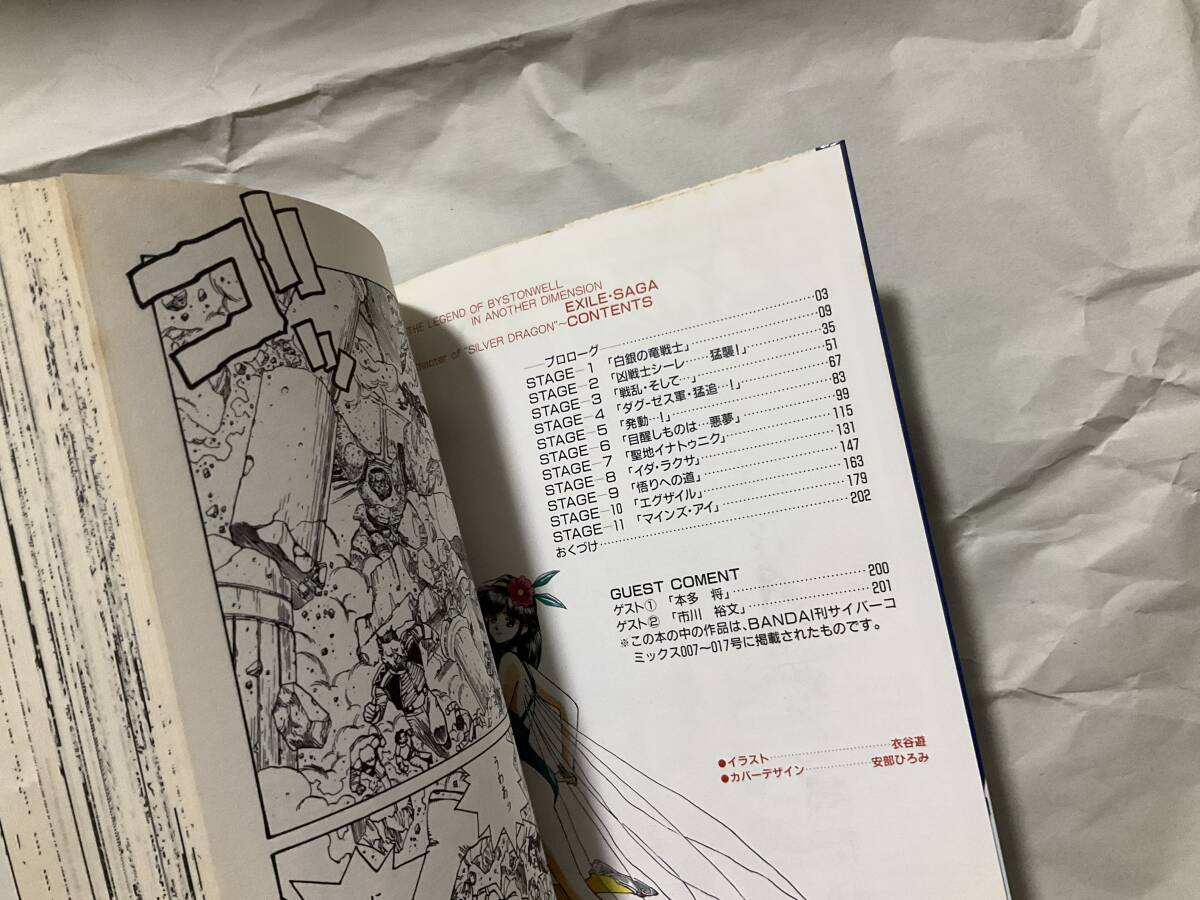 THE LEGEND OF BYSTONWELL
IN ANOTHER DIMENSION
EXILE・SAGA
of "SILVER DRAGON"~CONTENTS
プロローグ 03
STAGE-1 「白銀の竜戦士」 09
STAGE-2 「凶戦士シーレ……猛襲!」 35
STAGE-3 「戦乱・そして…」 51
STAGE-4 「ダグ-ゼス軍・猛追…!」 67
STAGE-5 「発動…!」 83
STAGE-6 「目醒しものは…悪夢」 99
STAGE-7 「聖地イナトゥニク」 115
STAGE-8 「イダ・ラクサ」 131
STAGE-9 「悟りへの道」 147
STAGE-10 「エグザイル」 163
STAGE-11 「マインズ・アイ」 179
おくづけ 202
GUEST COMENT
ゲスト① 「本多 将」 200
ゲスト② 「市川 裕文」 201
※この本の中の作品は、BANDAI刊サイバーコ
ミックス007〜017号に掲載されたものです。
●イラスト 衣谷遊
●カバーデザイン 安部ひろみ
うわぁッ